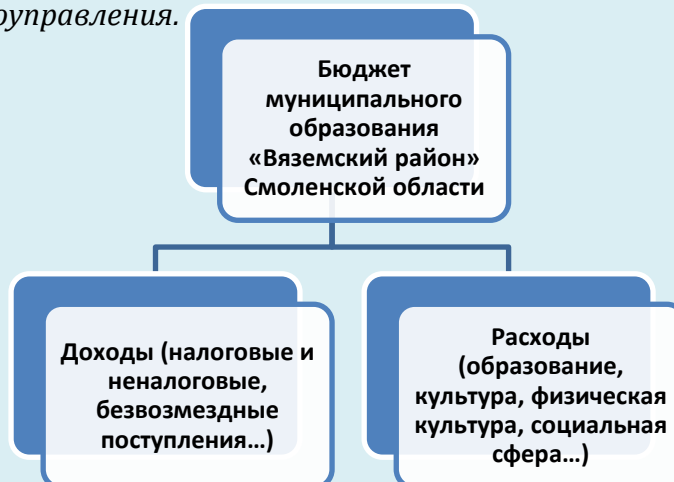 оуправления.
Бюджет
муниципального
образования
«Вяземский район»
Смоленской области
Доходы (налоговые и
неналоговые,
безвозмездные
поступления…)
Расходы
(образование,
культура, физическая
культура, социальная
сфера…)